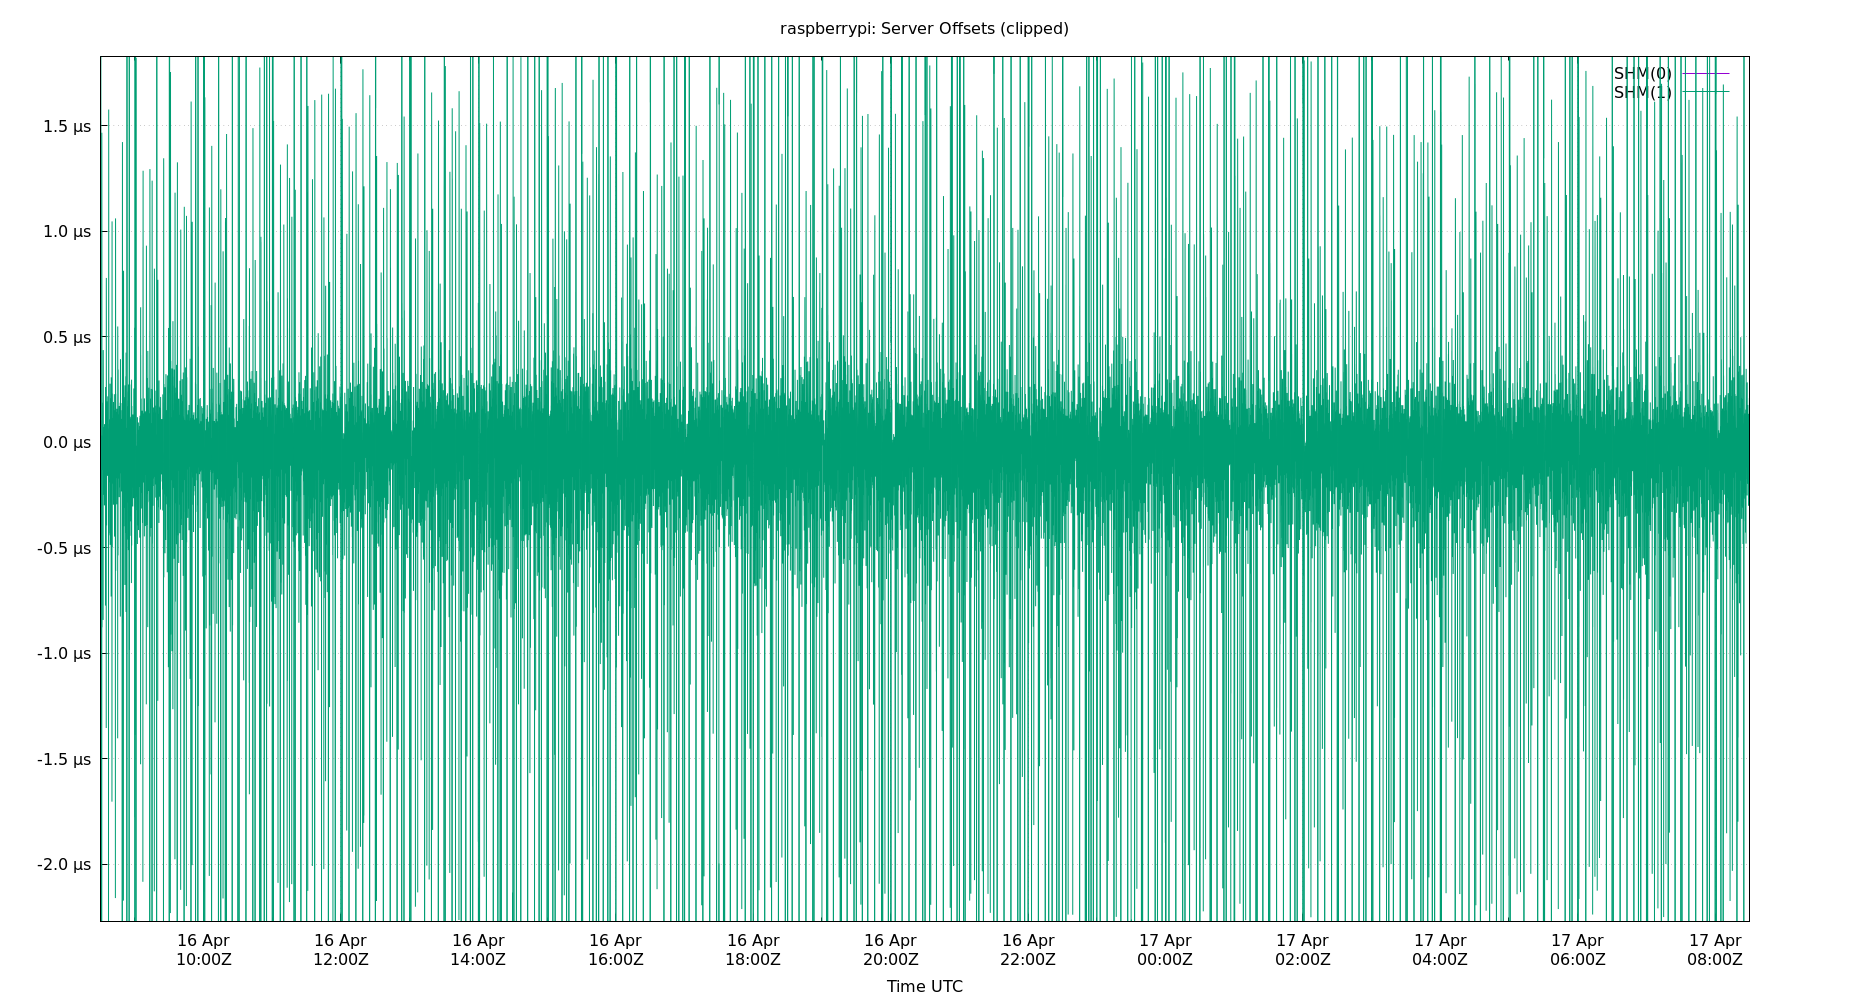 raspberrypi: Server Offsets (clipped)
SHM(0)
SHM(1)
1.5 µs
1.0 µs
0.5 µs
0.0 µs
-0.5 µs
-1.0 µs
-1.5 µs
-2.0 µs
16 Apr 16 Apr 16 Apr 16 Apr 16 Apr 16 Apr 16 Apr 17 Apr 17 Apr 17 Apr 17 Apr 17 Apr
10:00Z 12:00Z 14:00Z 16:00Z 18:00Z 20:00Z 22:00Z 00:00Z 02:00Z 04:00Z 06:00Z 08:00Z
Time UTC